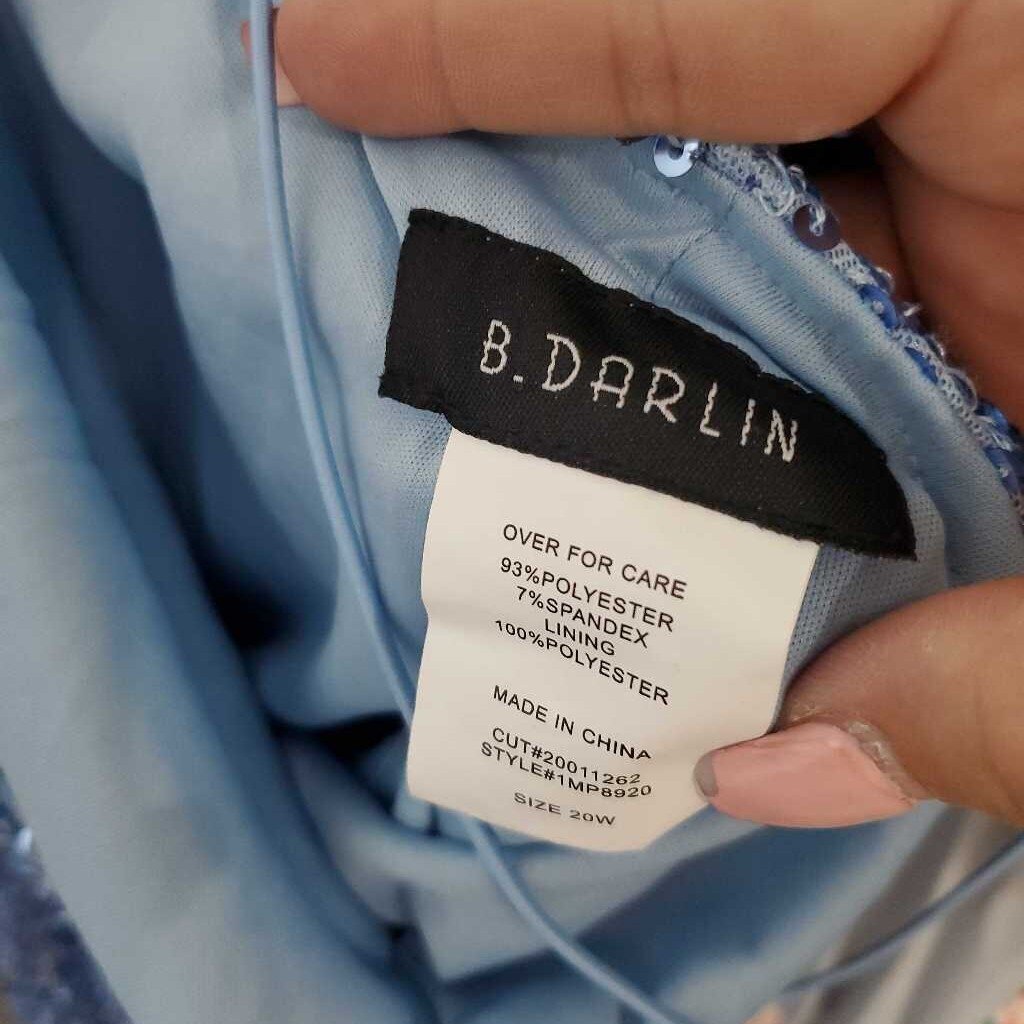 B.DARLIN
OVER FOR CARE
93%POLYESTER
7%SPANDEX
LINING
100%POLYESTER
MADE IN CHINA
CUT#20011262
STYLE#1MP8920
SIZE 20W